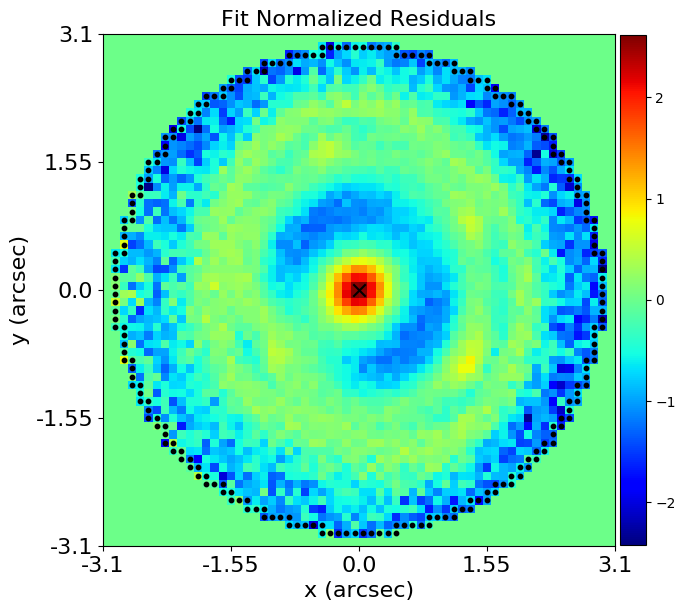 Fit Normalized Residuals
3.1
1.55
0.0
-1.55
-3.1
y (arcsec)
-3.1 -1.55 0.0 1.55 3.1
x (arcsec)
2
1
0
-1
-2